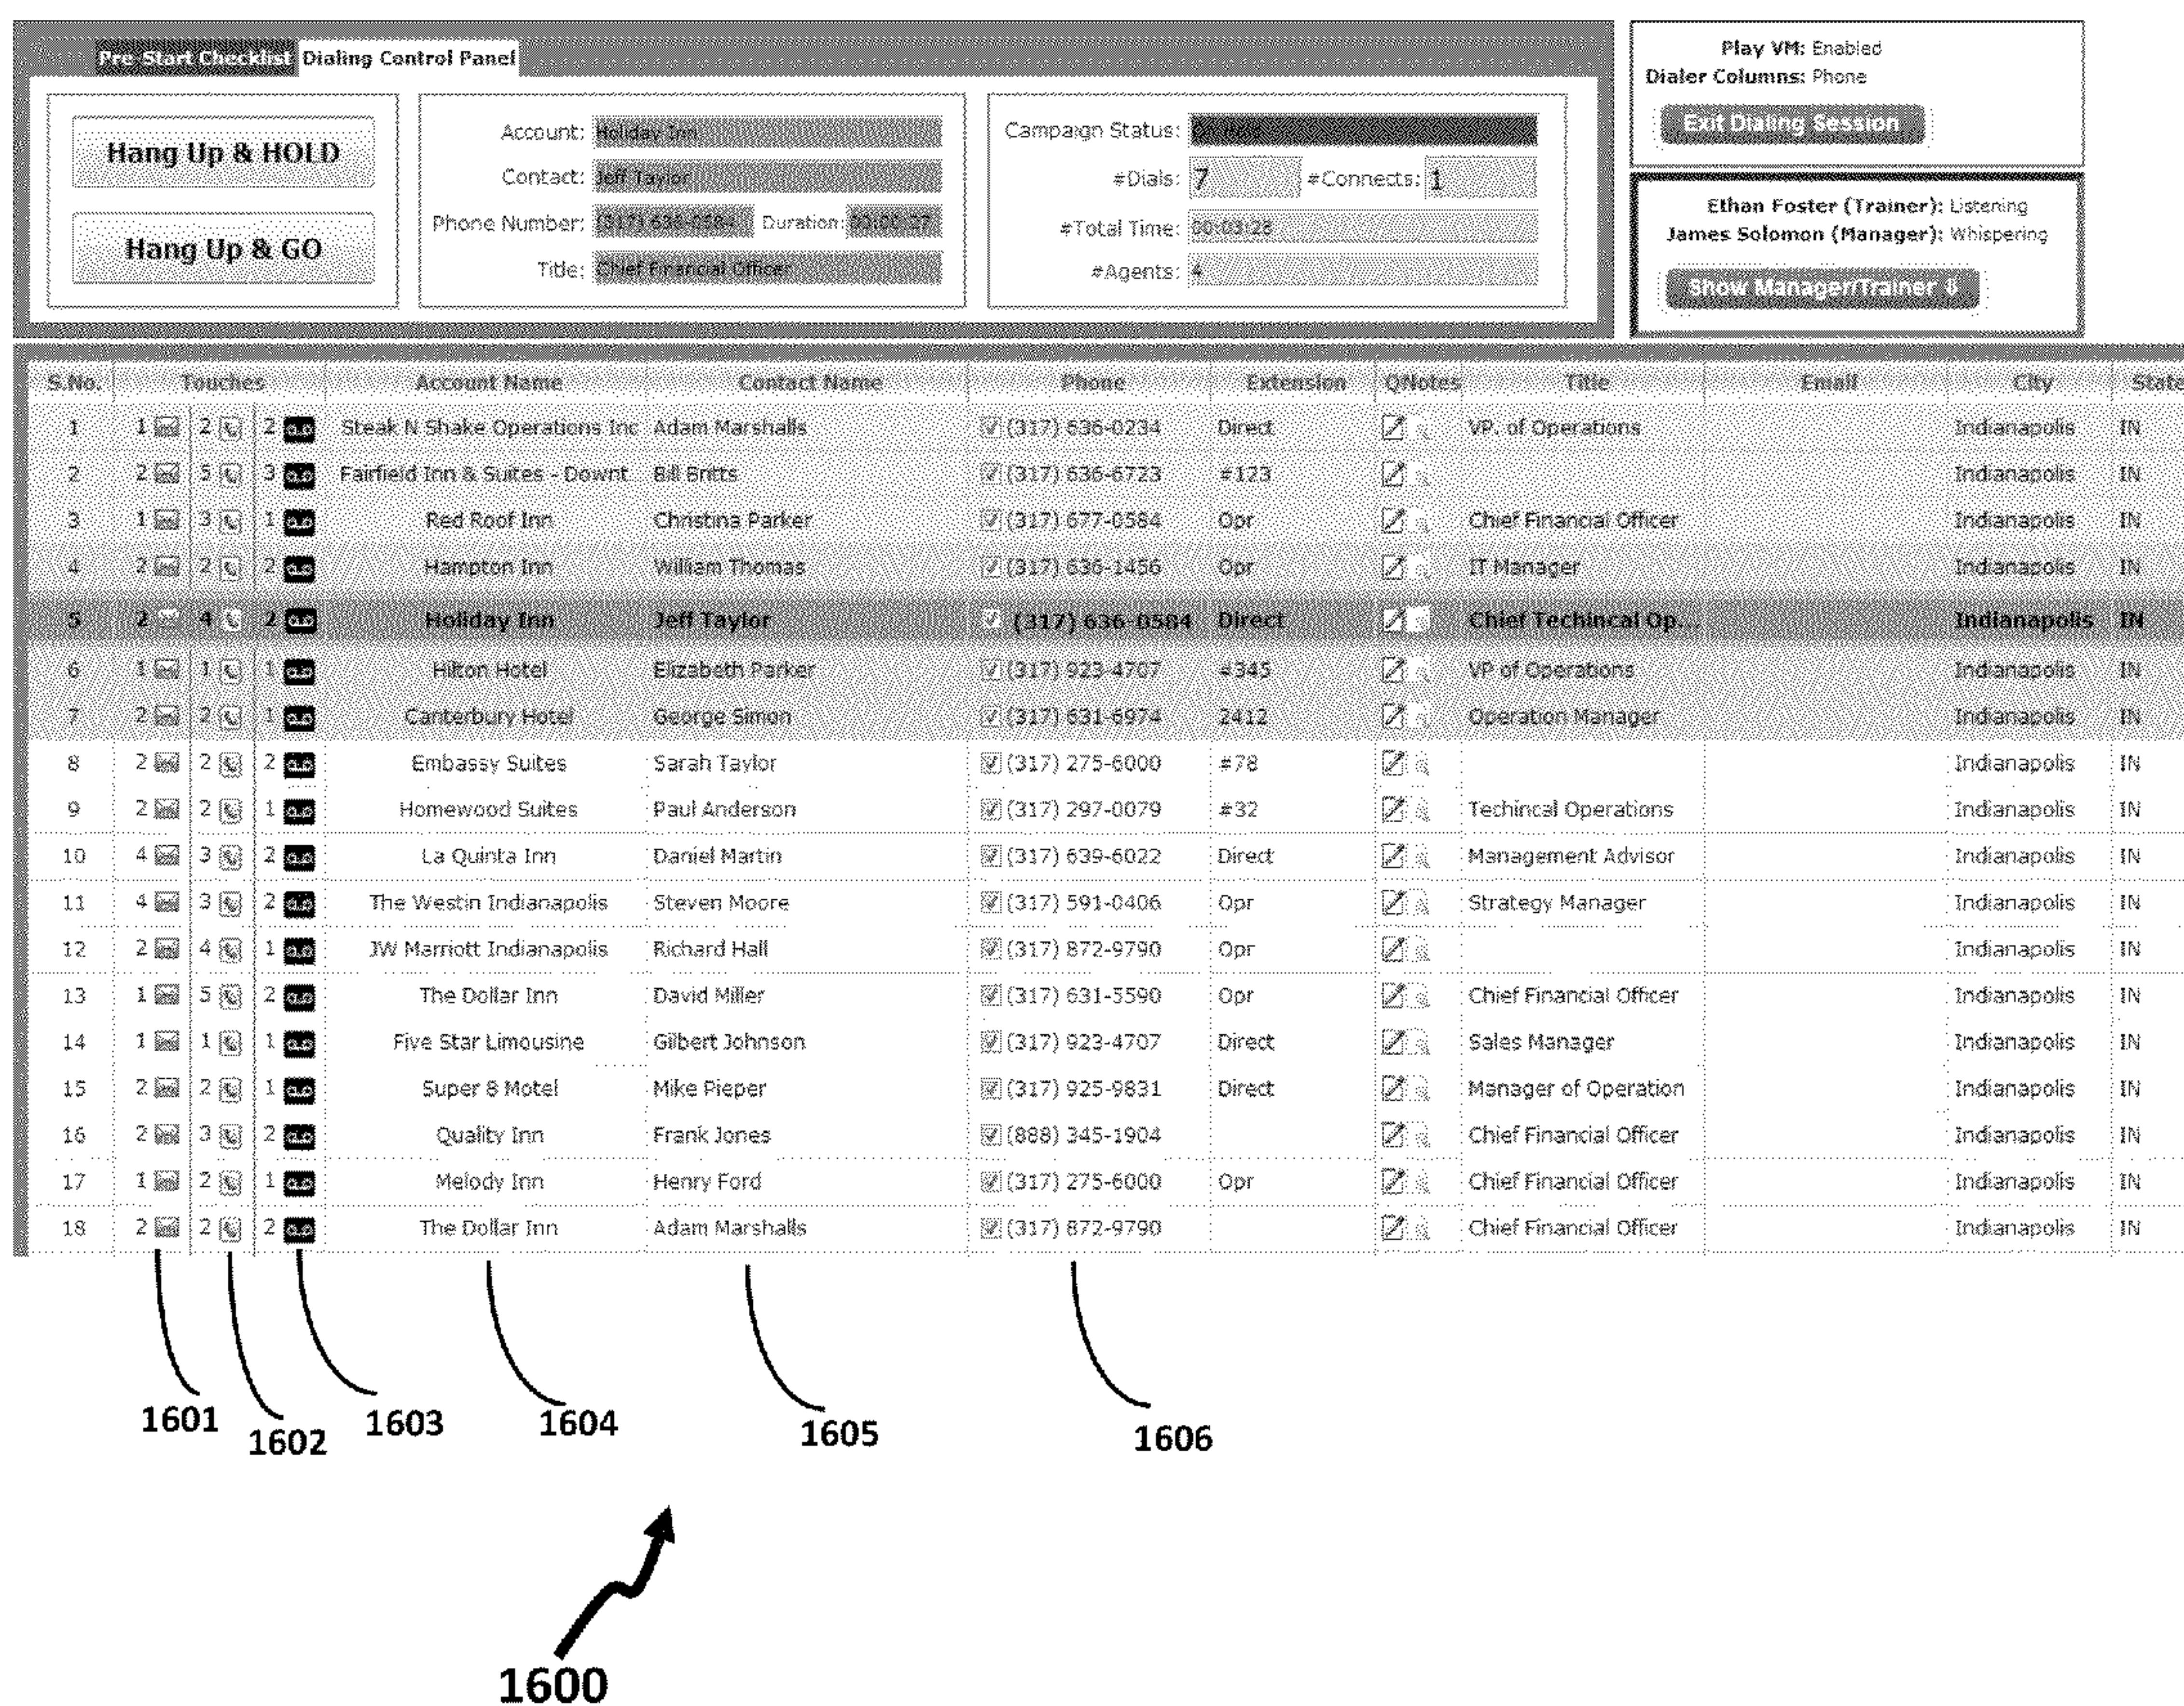 Pre Start Checklist Dialing Control Panel
Hang Up & HOLD
Hang Up & GO
Account: Holiday Inn
Contact: Jeff Taylor
Phone Number: (317) 636-0584 Duration: 00:00:27
Title: Chief Financial Officer
Campaign Status: On Hold
#Dials: 7 #Connects: 1
#Total Time: 00:03:28
#Agents: 4
Play VM: Enabled
Dialer Columns: Phone
Exit Dialing Session
Ethan Foster (Trainer): Listening
James Solomon (Manager): Whispering
Show Manager/Trainer ⇓
S.No. Touches Account Name Contact Name Phone Extension QNotes Title Email City State
1 1 2 2 Steak N Shake Operations Inc Adam Marshalls (317) 636-0234 Direct VP. of Operations Indianapolis IN
2 2 5 3 Fairfield Inn & Suites - Downt Bill Britts (317) 636-6723 #123 Indianapolis IN
3 1 3 1 Red Roof Inn Christina Parker (317) 677-0584 Opr Chief Financial Officer Indianapolis IN
4 2 2 2 Hampton Inn William Thomas (317) 636-1456 Opr IT Manager Indianapolis IN
5 2 4 2 Holiday Inn Jeff Taylor (317) 636-0584 Direct Chief Techincal Op... Indianapolis IN
6 1 1 1 Hilton Hotel Elizabeth Parker (317) 923-4707 #345 VP of Operations Indianapolis IN
7 2 2 1 Canterbury Hotel George Simon (317) 631-6974 2412 Operation Manager Indianapolis IN
8 2 2 2 Embassy Suites Sarah Taylor (317) 275-6000 #78 Indianapolis IN
9 2 2 1 Homewood Suites Paul Anderson (317) 297-0079 #32 Techincal Operations Indianapolis IN
10 4 3 2 La Quinta Inn Daniel Martin (317) 639-6022 Direct Management Advisor Indianapolis IN
11 4 3 2 The Westin Indianapolis Steven Moore (317) 591-0406 Opr Strategy Manager Indianapolis IN
12 2 4 1 JW Marriott Indianapolis Richard Hall (317) 872-9790 Opr Indianapolis IN
13 1 5 2 The Dollar Inn David Miller (317) 631-5590 Opr Chief Financial Officer Indianapolis IN
14 1 1 1 Five Star Limousine Gilbert Johnson (317) 923-4707 Direct Sales Manager Indianapolis IN
15 2 2 1 Super 8 Motel Mike Pieper (317) 925-9831 Direct Manager of Operation Indianapolis IN
16 2 3 2 Quality Inn Frank Jones (888) 345-1904 Chief Financial Officer Indianapolis IN
17 1 2 1 Melody Inn Henry Ford (317) 275-6000 Opr Chief Financial Officer Indianapolis IN
18 2 2 2 The Dollar Inn Adam Marshalls (317) 872-9790 Chief Financial Officer Indianapolis IN
1601 1602 1603 1604 1605 1606
1600